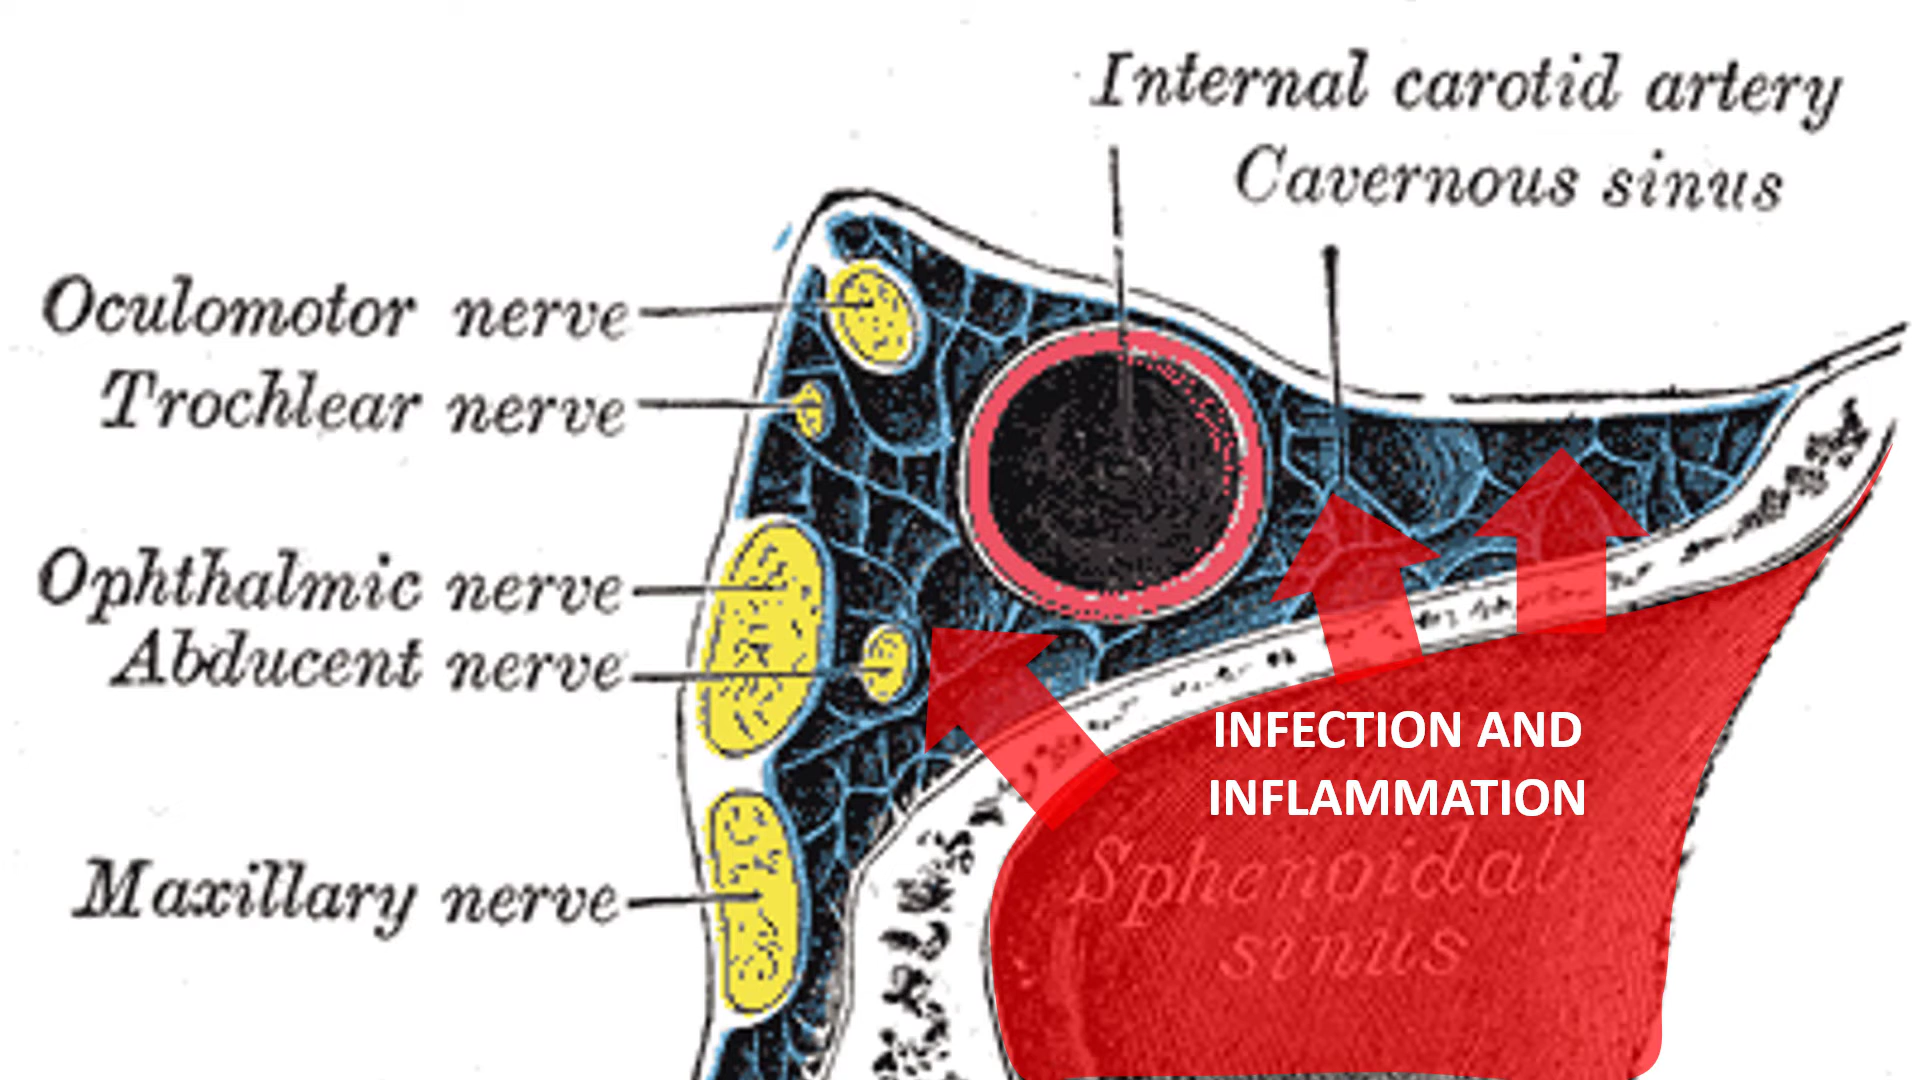 Internal carotid artery
Cavernous sinus
Oculomotor nerve
Trochlear nerve
Ophthalmic nerve
Abducent nerve
Maxillary nerve
INFECTION AND
INFLAMMATION
Sphenoidal
sinus